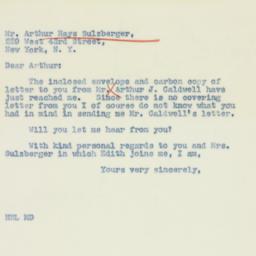 Mr. Arthur Hays Sulzberger,
229 West 43rd Street,
New York, N. Y.
Dear Arthur:
The inclosed envelope and carbon copy of
letter to you from Mr. Arthur J. Caldwell have
just reached me. Since there is no covering
letter from you I of course do not know what you
had in mind in sending me Mr. Caldwell's letter.
Will you let me hear from you?
With kind personal regards to you and Mrs.
Sulzberger in which Edith joins me, I am,
Yours very sincerely,
HHL MD